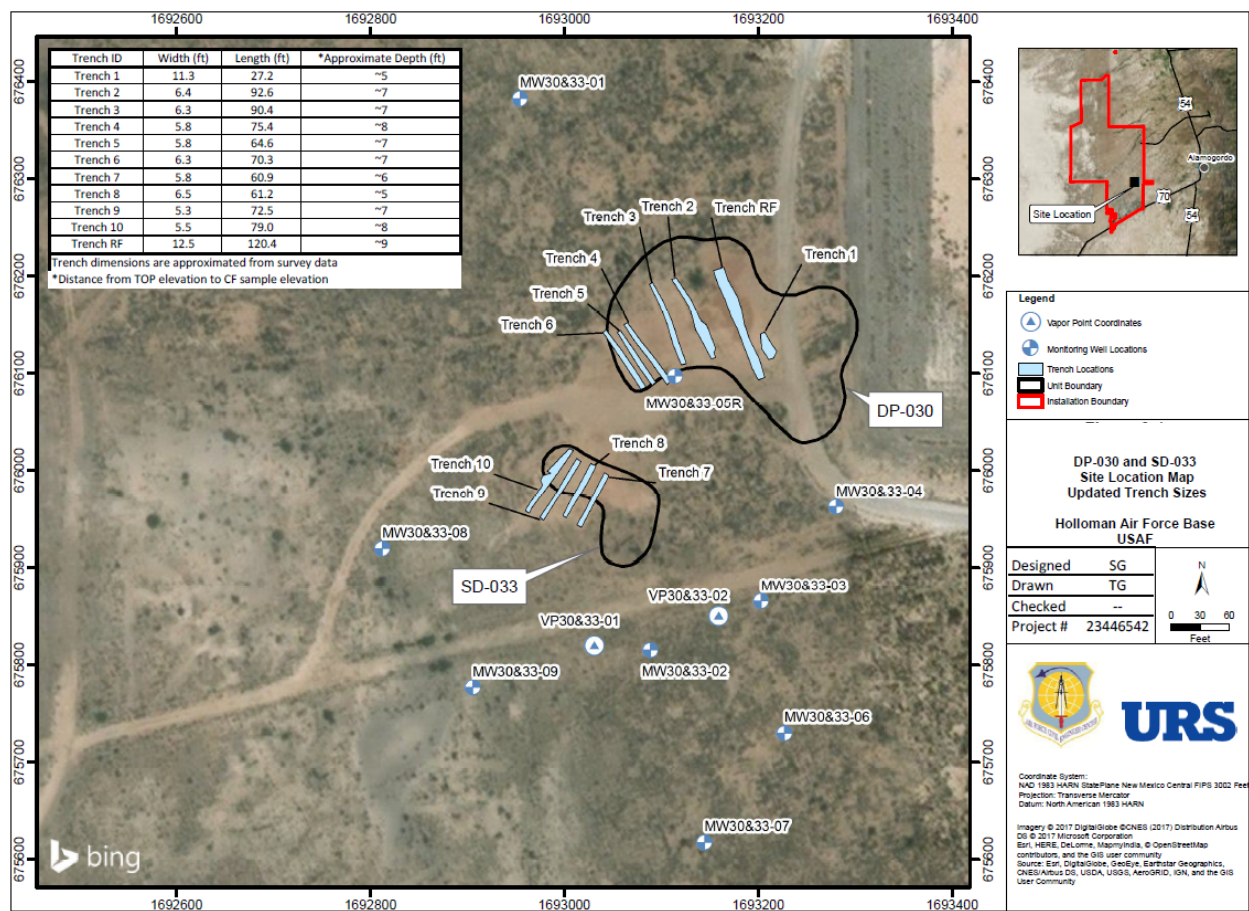 1692600 1692800 1693000 1693200 1693400
Trench ID Width (ft) Length (ft) *Approximate Depth (ft)
Trench 1 11.3 27.2 ~5
Trench 2 6.4 92.6 ~7
Trench 3 6.3 90.4 ~7
Trench 4 5.8 75.4 ~8
Trench 5 5.8 64.6 ~7
Trench 6 6.3 70.3 ~7
Trench 7 5.8 60.9 ~6
Trench 8 6.5 61.2 ~5
Trench 9 5.3 72.5 ~7
Trench 10 5.5 79.0 ~8
Trench RF 12.5 120.4 ~9
Trench dimensions are approximated from survey data
*Distance from TOP elevation to CF sample elevation
676400
676300
676200
676100
676000
675900
675800
675700
675600
MW30&33-01
Trench RF
Trench 2
Trench 3
Trench 1
Trench 4
Trench 5
Trench 6
MW30&33-05R
DP-030
Trench 8
Trench 10
Trench 7
Trench 9
MW30&33-04
MW30&33-08
SD-033
MW30&33-03
VP30&33-02
VP30&33-01
MW30&33-02
MW30&33-09
MW30&33-06
MW30&33-07
bing
676400
676300
676200
676100
676000
675900
675800
675700
675600
1692600 1692800 1693000 1693200 1693400
54
Alamogordo
70
Site Location
54
Legend
Vapor Point Coordinates
Monitoring Well Locations
Trench Locations
Unit Boundary
Installation Boundary
DP-030 and SD-033
Site Location Map
Updated Trench Sizes
Holloman Air Force Base
USAF
Designed SG
Drawn TG
Checked --
Project # 23446542
N
0 30 60
Feet
URS
Coordinate System:
NAD 1983 HARN StatePlane New Mexico Central FIPS 3002 Feet
Projection: Transverse Mercator
Datum: North American 1983 HARN
Imagery © 2017 DigitalGlobe ©CNES (2017) Distribution Airbus
DS © 2017 Microsoft Corporation
Esri, HERE, DeLorme, MapmyIndia, © OpenStreetMap
contributors, and the GIS user community
Source: Esri, DigitalGlobe, GeoEye, Earthstar Geographics,
CNES/Airbus DS, USDA, USGS, AeroGRID, IGN, and the GIS
User Community